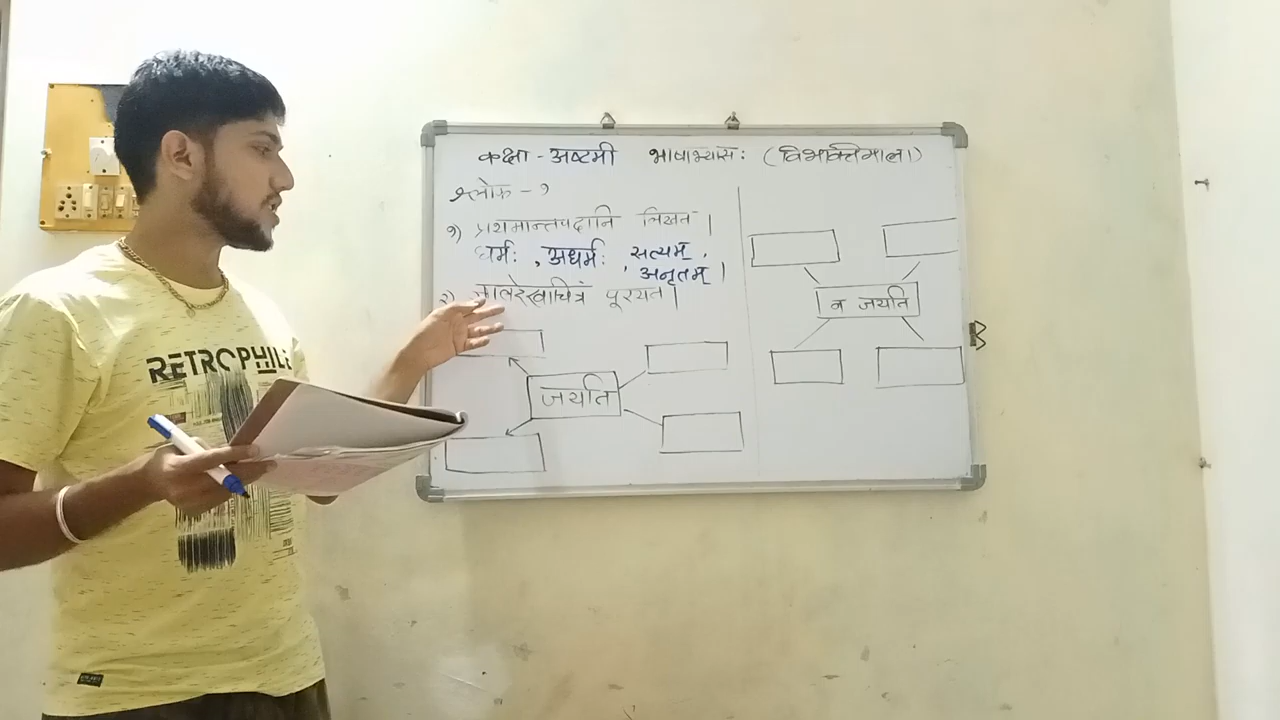 कक्षा - अष्टमी भाषाभ्यासः (विभक्तिमाला)
श्लोक - १
१) प्रथमान्तपदानि लिखत |
धर्मः , अधर्मः , सत्यम् ,
अनृतम् |
२) जालरेखाचित्रं पूरयत |
जयति
न जयति
RETROPHILE